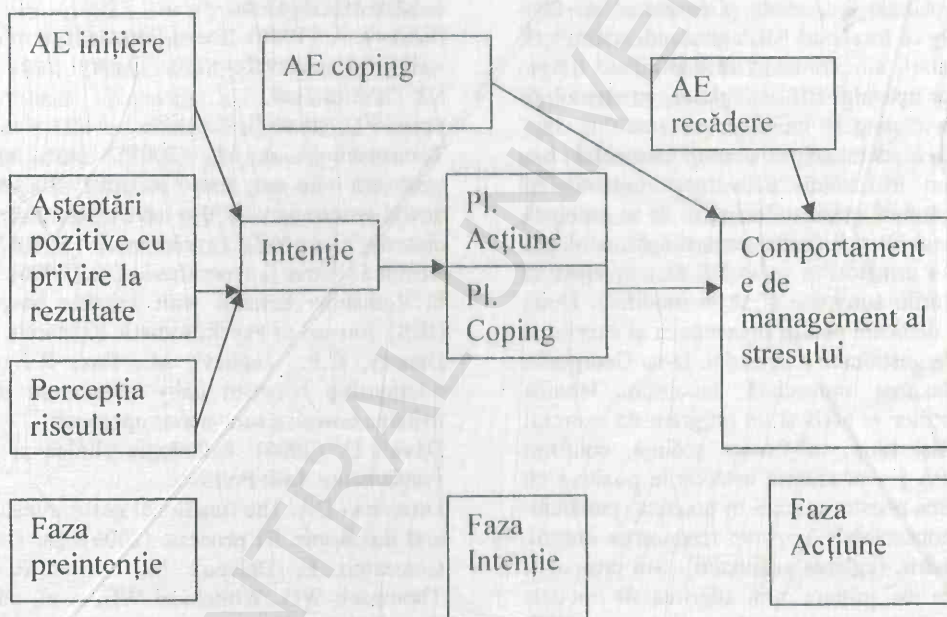 AE inițiere
AE coping
AE
recădere
Așteptări
pozitive cu
privire la
rezultate
Percepția
riscului
Intenție
Pl.
Acțiune
Pl.
Coping
Comportament
e de
management al
stresului.
Faza
preintenție
Faza
Intenție
Faza
Acțiune